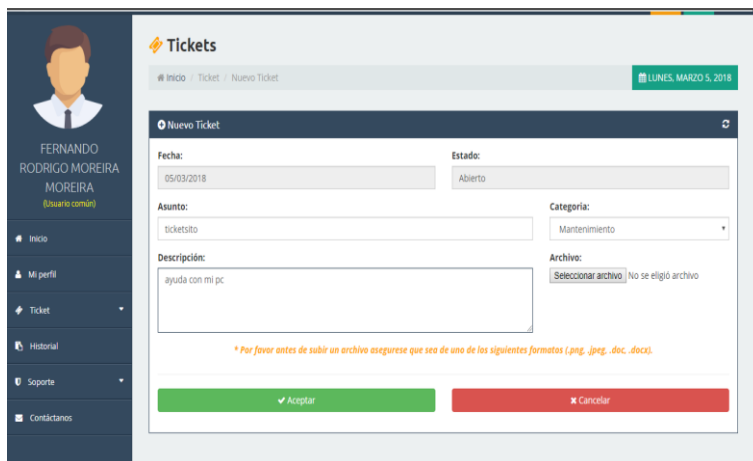 FERNANDO
RODRIGO MOREIRA
MOREIRA
(Usuario común)
Inicio
Mi perfil
Ticket
Historial
Soporte
Contáctanos
Tickets
Inicio / Ticket / Nuevo Ticket
LUNES, MARZO 5, 2018
Nuevo Ticket
Fecha:
Estado:
05/03/2018
Abierto
Asunto:
Categoria:
ticketsito
Mantenimiento
Descripción:
Archivo:
ayuda con mi pc
Seleccionar archivo No se eligió archivo
* Por favor antes de subir un archivo asegurese que sea de uno de los siguientes formatos (.png, .jpeg, .doc, .docx).
Aceptar
Cancelar